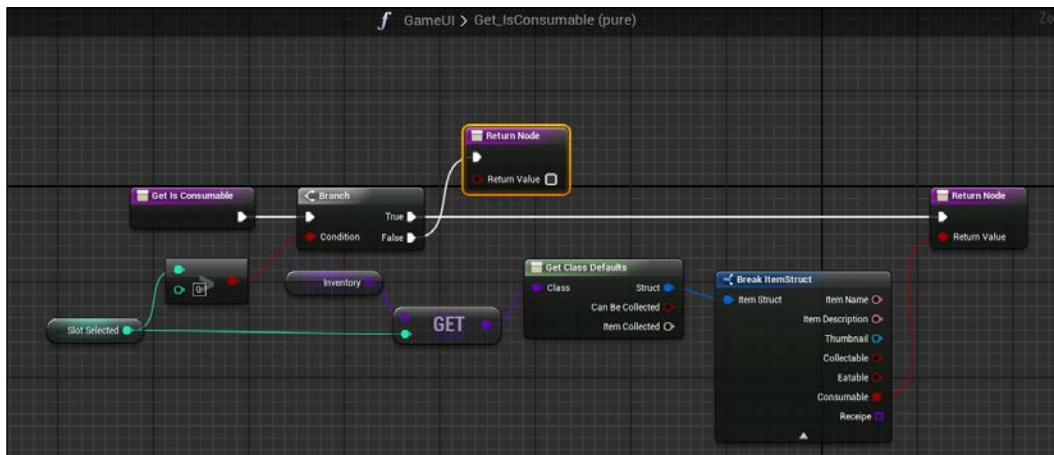 f GameUI > Get_IsConsumable (pure)
Return Node
Return Value
Get Is Consumable
Branch
True
Condition
False
Return Node
Return Value
>
0
Inventory
Slot Selected
GET
Get Class Defaults
Class
Struct
Can Be Collected
Item Collected
Break ItemStruct
Item Struct
Item Name
Item Description
Thumbnail
Collectable
Eatable
Consumable
Receipe